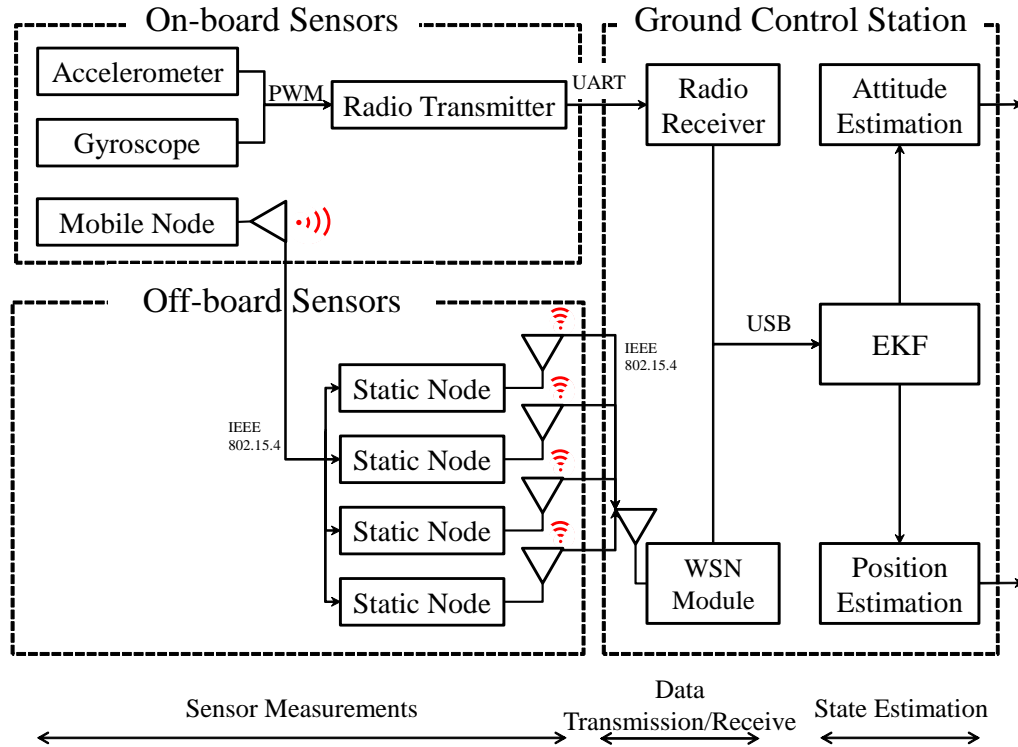 On-board Sensors
Accelerometer
Gyroscope
PWM
Radio Transmitter
UART
Mobile Node
Off-board Sensors
IEEE
802.15.4
Static Node
Static Node
Static Node
Static Node
IEEE
802.15.4
Ground Control Station
Radio
Receiver
Attitude
Estimation
USB
EKF
WSN
Module
Position
Estimation
Sensor Measurements
Data
Transmission/Receive
State Estimation